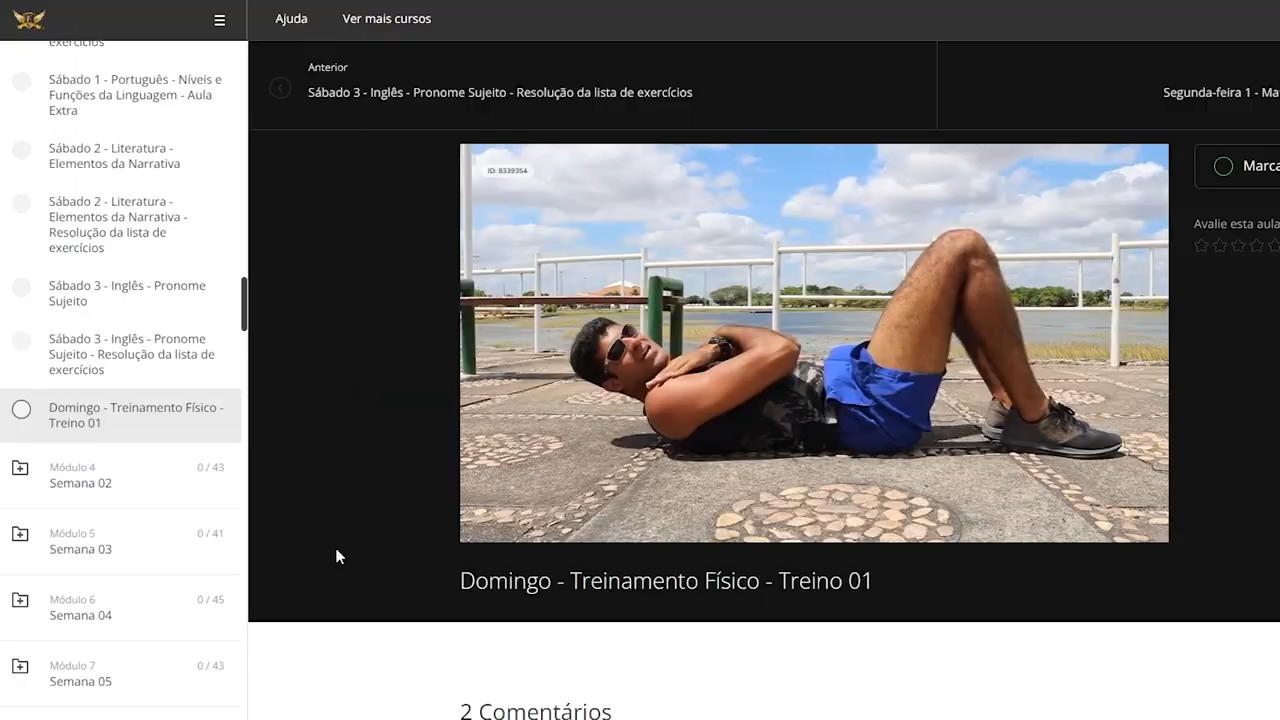 Ajuda
Ver mais cursos
exercícios
Sábado 1 - Português - Níveis e
Funções da Linguagem - Aula
Extra
Sábado 2 - Literatura -
Elementos da Narrativa
Sábado 2 - Literatura -
Elementos da Narrativa -
Resolução da lista de
exercícios
Sábado 3 - Inglês - Pronome
Sujeito
Sábado 3 - Inglês - Pronome
Sujeito - Resolução da lista de
exercícios
Domingo - Treinamento Físico -
Treino 01
Módulo 4
0 / 43
Semana 02
Módulo 5
0 / 41
Semana 03
Módulo 6
0 / 45
Semana 04
Módulo 7
0 / 43
Semana 05
Anterior
Sábado 3 - Inglês - Pronome Sujeito - Resolução da lista de exercícios
Segunda-feira 1 - Ma
ID: 8339354
Marca
Avalie esta aula
Domingo - Treinamento Físico - Treino 01
2 Comentários